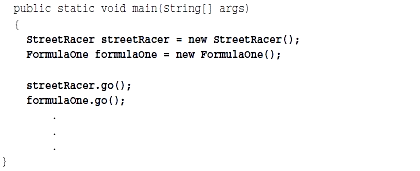 public static void main(String[] args)
{
StreetRacer streetRacer = new StreetRacer();
FormulaOne formulaOne = new FormulaOne();
streetRacer.go();
formulaOne.go();
.
.
.
}